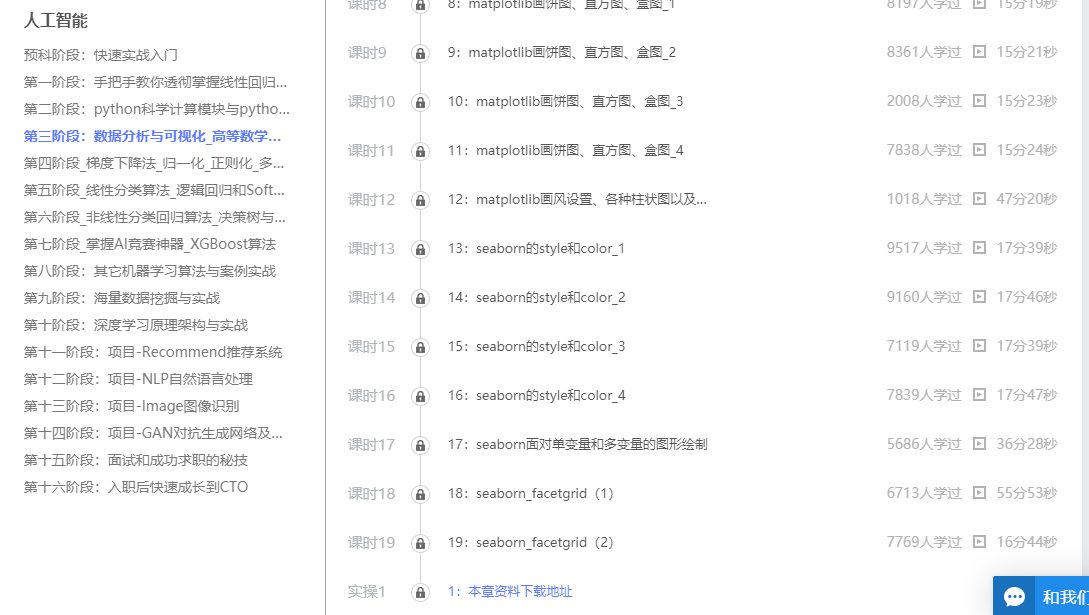 人工智能
预科阶段：快速实战入门
第一阶段：手把手教你透彻掌握线性回归...
第二阶段：python科学计算模块与pytho...
第三阶段：数据分析与可视化_高等数学...
第四阶段_梯度下降法_归一化_正则化_多...
第五阶段_线性分类算法_逻辑回归和Soft...
第六阶段_非线性分类回归算法_决策树与...
第七阶段_掌握AI竞赛神器_XGBoost算法
第八阶段：其它机器学习算法与案例实战
第九阶段：海量数据挖掘与实战
第十阶段：深度学习原理架构与实战
第十一阶段：项目-Recommend推荐系统
第十二阶段：项目-NLP自然语言处理
第十三阶段：项目-Image图像识别
第十四阶段：项目-GAN对抗生成网络及...
第十五阶段：面试和成功求职的秘技
第十六阶段：入职后快速成长到CTO
课时8 8：matplotlib画饼图、直方图、盒图_1 8197人学过 15分19秒
课时9 9：matplotlib画饼图、直方图、盒图_2 8361人学过 15分21秒
课时10 10：matplotlib画饼图、直方图、盒图_3 2008人学过 15分23秒
课时11 11：matplotlib画饼图、直方图、盒图_4 7838人学过 15分24秒
课时12 12：matplotlib画风设置、各种柱状图以及... 1018人学过 47分20秒
课时13 13：seaborn的style和color_1 9517人学过 17分39秒
课时14 14：seaborn的style和color_2 9160人学过 17分46秒
课时15 15：seaborn的style和color_3 7119人学过 17分39秒
课时16 16：seaborn的style和color_4 7839人学过 17分47秒
课时17 17：seaborn面对单变量和多变量的图形绘制 5686人学过 36分28秒
课时18 18：seaborn_facetgrid（1） 6713人学过 55分53秒
课时19 19：seaborn_facetgrid（2） 7769人学过 16分44秒
实操1 1：本章资料下载地址
和我们